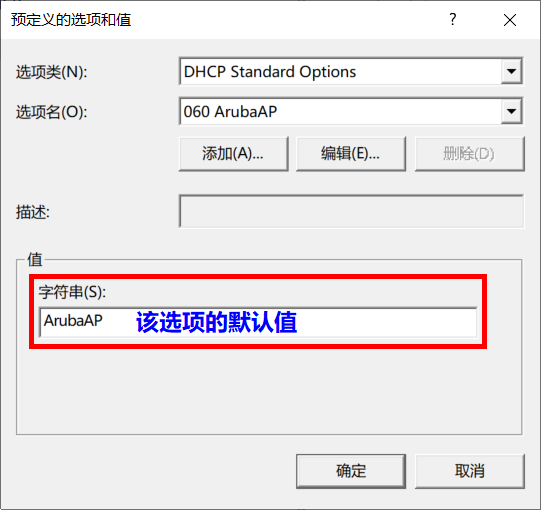 预定义的选项和值
?
选项类(N):
DHCP Standard Options
选项名(O):
060 ArubaAP
添加(A)...
编辑(E)...
删除(D)
描述:
值
字符串(S):
ArubaAP 该选项的默认值
确定
取消